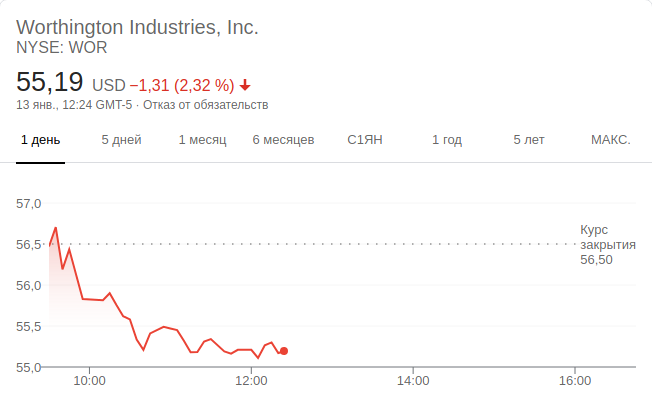 Worthington Industries, Inc.
NYSE: WOR
55,19 USD −1,31 (2,32 %)
13 янв., 12:24 GMT-5 · Отказ от обязательств
1 день 5 дней 1 месяц 6 месяцев С1ЯН 1 год 5 лет МАКС.
57,0
56,5
56,0
55,5
55,0
Курс
закрытия
56,50
10:00 12:00 14:00 16:00